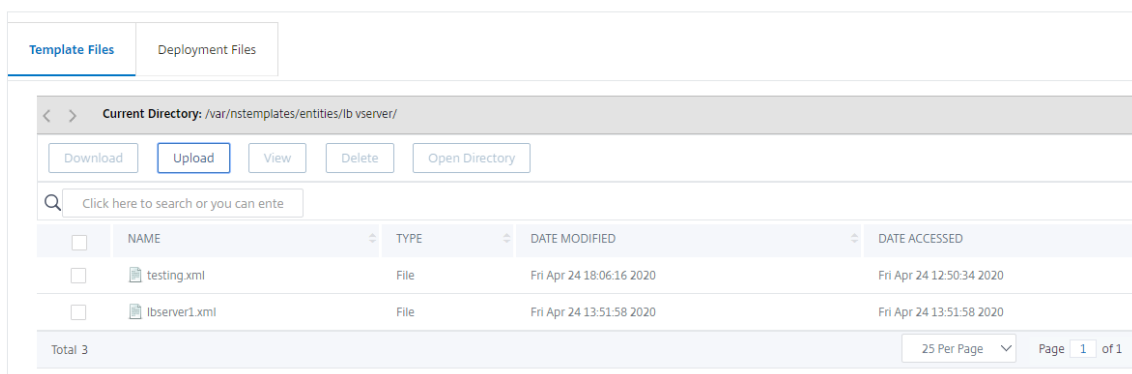 Template Files Deployment Files
Current Directory: /var/nstemplates/entities/lb vserver/
Download Upload View Delete Open Directory
Click here to search or you can ente
NAME TYPE DATE MODIFIED DATE ACCESSED
testing.xml File Fri Apr 24 18:06:16 2020 Fri Apr 24 12:50:34 2020
lbserver1.xml File Fri Apr 24 13:51:58 2020 Fri Apr 24 13:51:58 2020
Total 3 25 Per Page Page 1 of 1